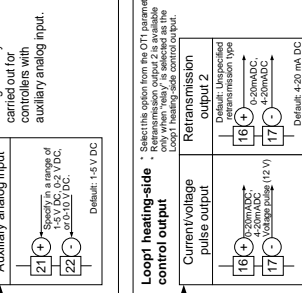 carried out for
controllers with
auxiliary analog input.
Auxiliary analog input
21 +
22 -
Specify in a range of
1-5 V DC, 0-2 V DC,
or 0-10 V DC.
Default: 1-5 V DC
Loop1 heating-side
control output
* Select this option from the OT1 paramet
* Retransmission output 2 is available
only when "relay" is selected as the
Loop1 heating-side control output.
Current/voltage
pulse output
16 +
17 -
0-20mADC,
4-20mADC
Voltage pulse (12 V)
Retransmission
output 2
Default: Unspecified
retransmission type
16 +
17 -
0-20mADC,
4-20mADC.
Default: 4-20 mA DC